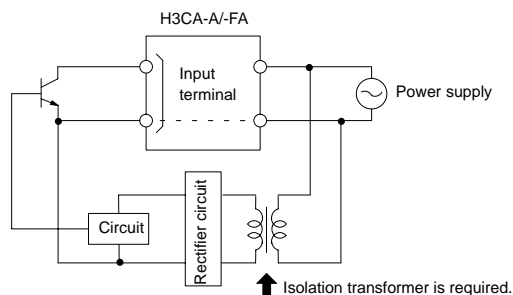 H3CA-A/-FA
Input
terminal
Power supply
Circuit
Rectifier circuit
Isolation transformer is required.